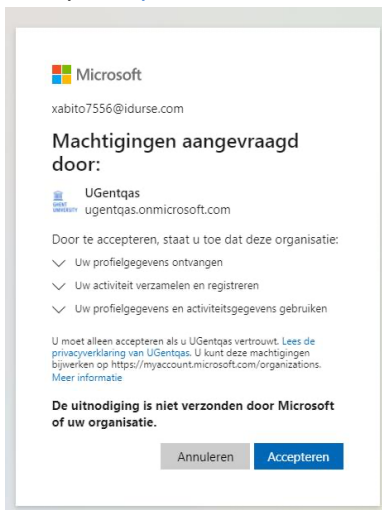 Microsoft
xabito7556@idurse.com
Machtigingen aangevraagd
door:
UGentqas
ugentqas.onmicrosoft.com
Door te accepteren, staat u toe dat deze organisatie:
Uw profielgegevens ontvangen
Uw activiteit verzamelen en registreren
Uw profielgegevens en activiteitsgegevens gebruiken
U moet alleen accepteren als u UGentqas vertrouwt. Lees de
privacyverklaring van UGentqas. U kunt deze machtigingen
bijwerken op https://myaccount.microsoft.com/organizations.
Meer informatie
De uitnodiging is niet verzonden door Microsoft
of uw organisatie.
Annuleren Accepteren